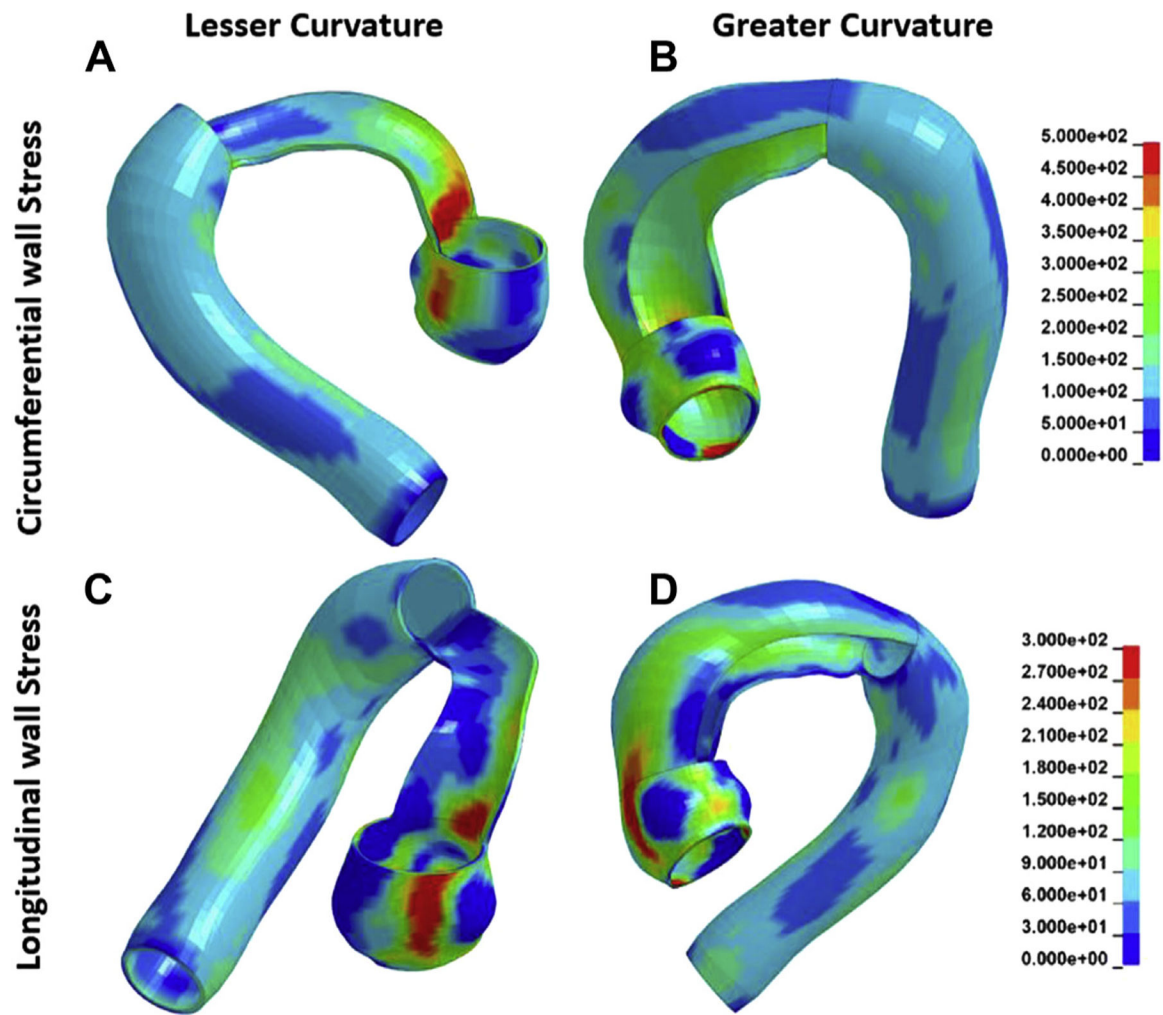 Lesser Curvature
Greater Curvature
A
B
Circumferential wall Stress
5.000e+02
4.500e+02
4.000e+02
3.500e+02
3.000e+02
2.500e+02
2.000e+02
1.500e+02
1.000e+02
5.000e+01
0.000e+00
C
D
Longitudinal wall Stress
3.000e+02
2.700e+02
2.400e+02
2.100e+02
1.800e+02
1.500e+02
1.200e+02
9.000e+01
6.000e+01
3.000e+01
0.000e+00